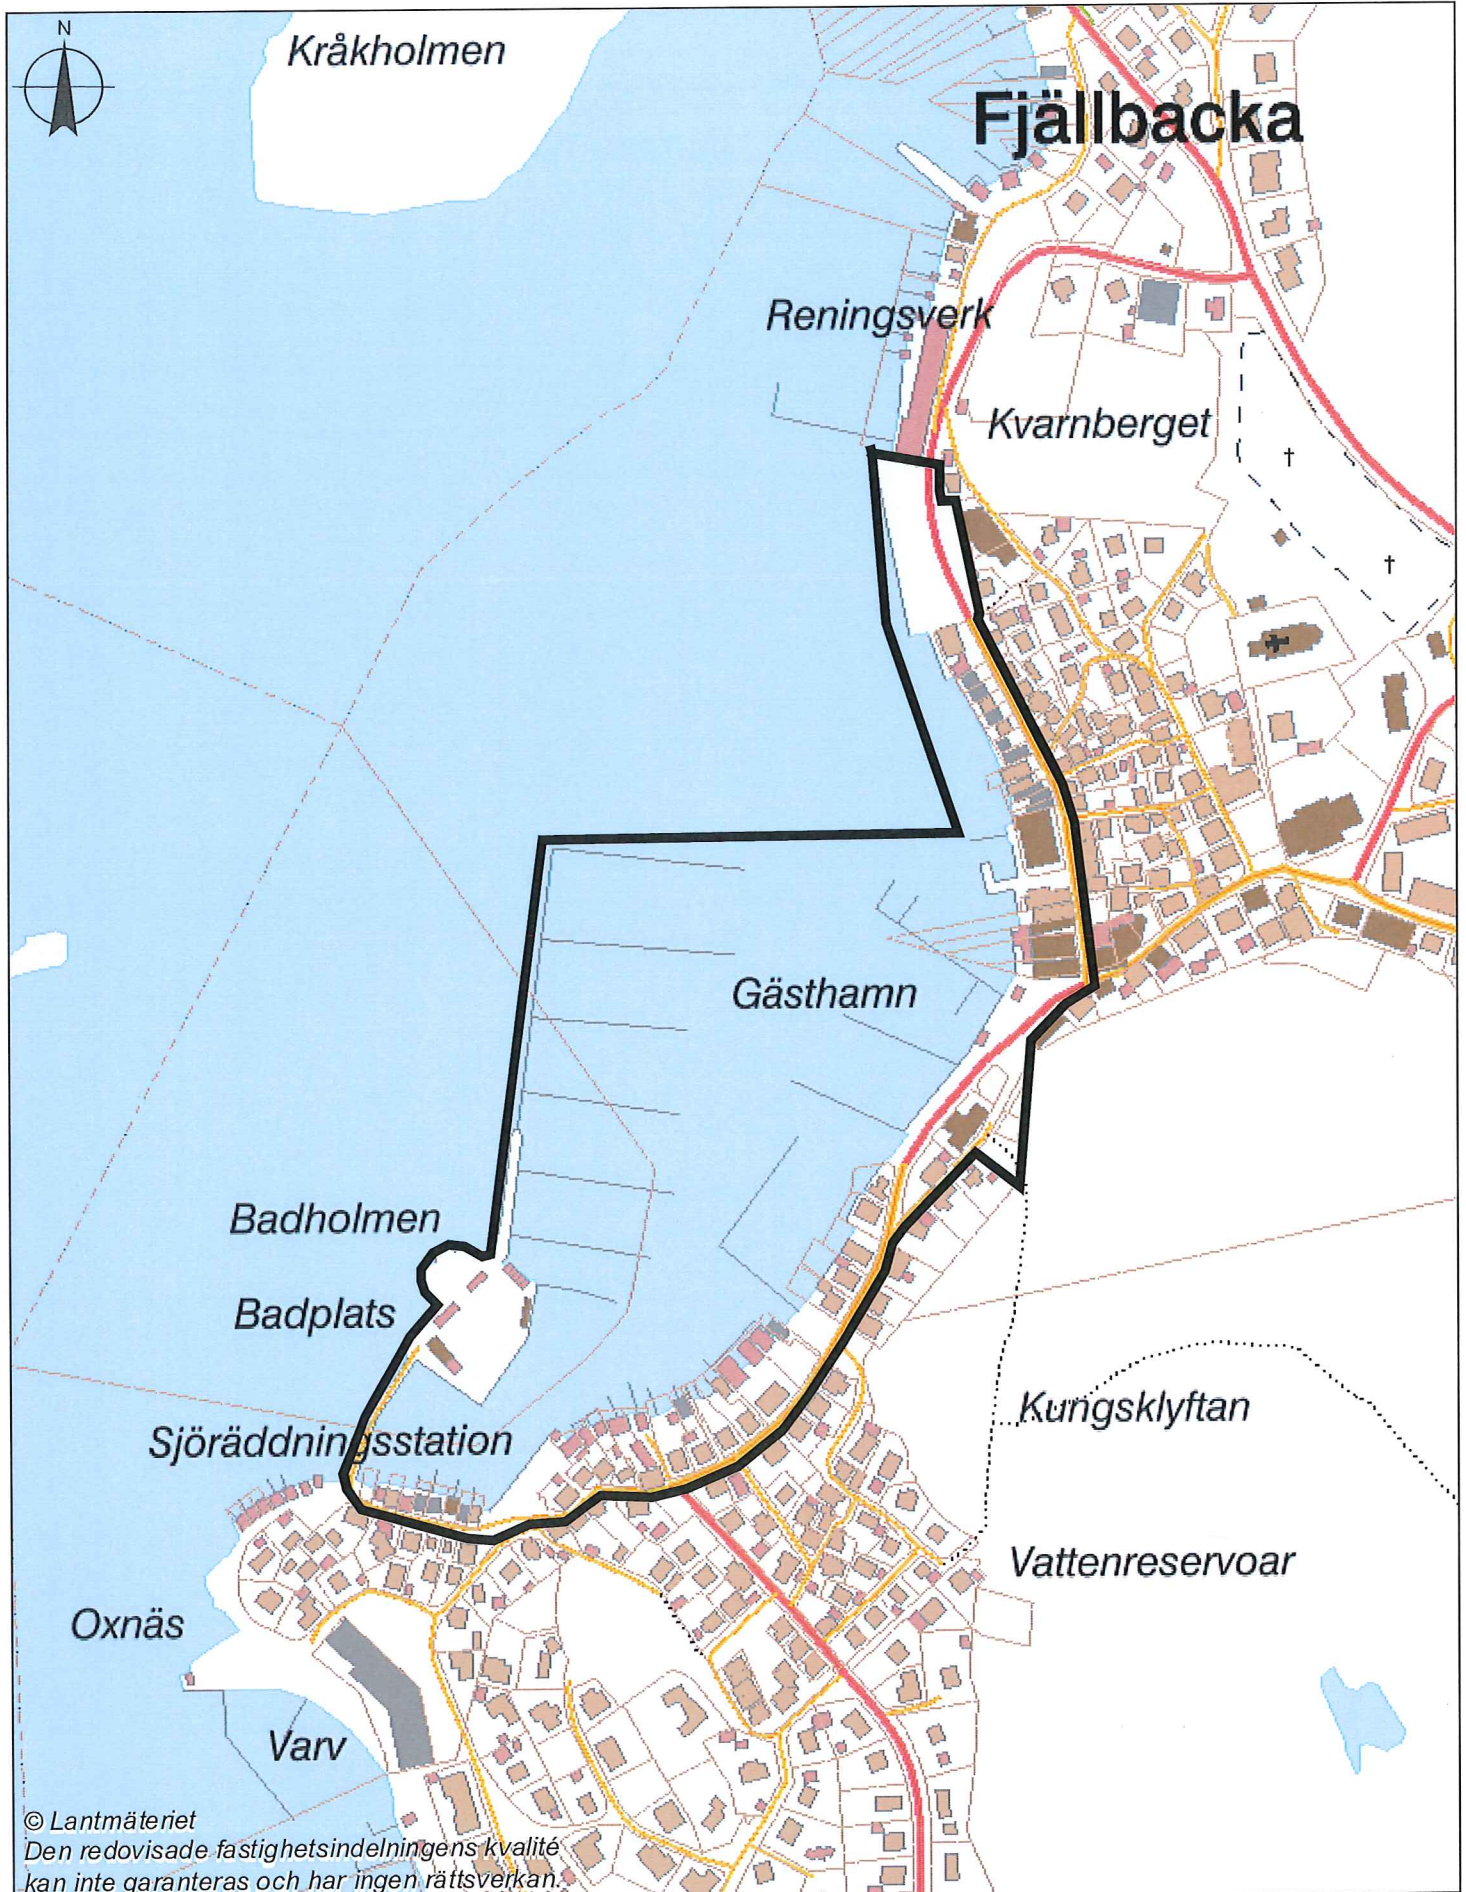 N
Kråkholmen
Fjällbacka
Reningsverk
Kvarnberget
Gästhamn
Badholmen
Badplats
Sjöräddningsstation
Kungsklyftan
Vattenreservoar
Oxnäs
Varv
© Lantmäteriet
Den redovisade fastighetsindelningens kvalité
kan inte garanteras och har ingen rättsverkan.